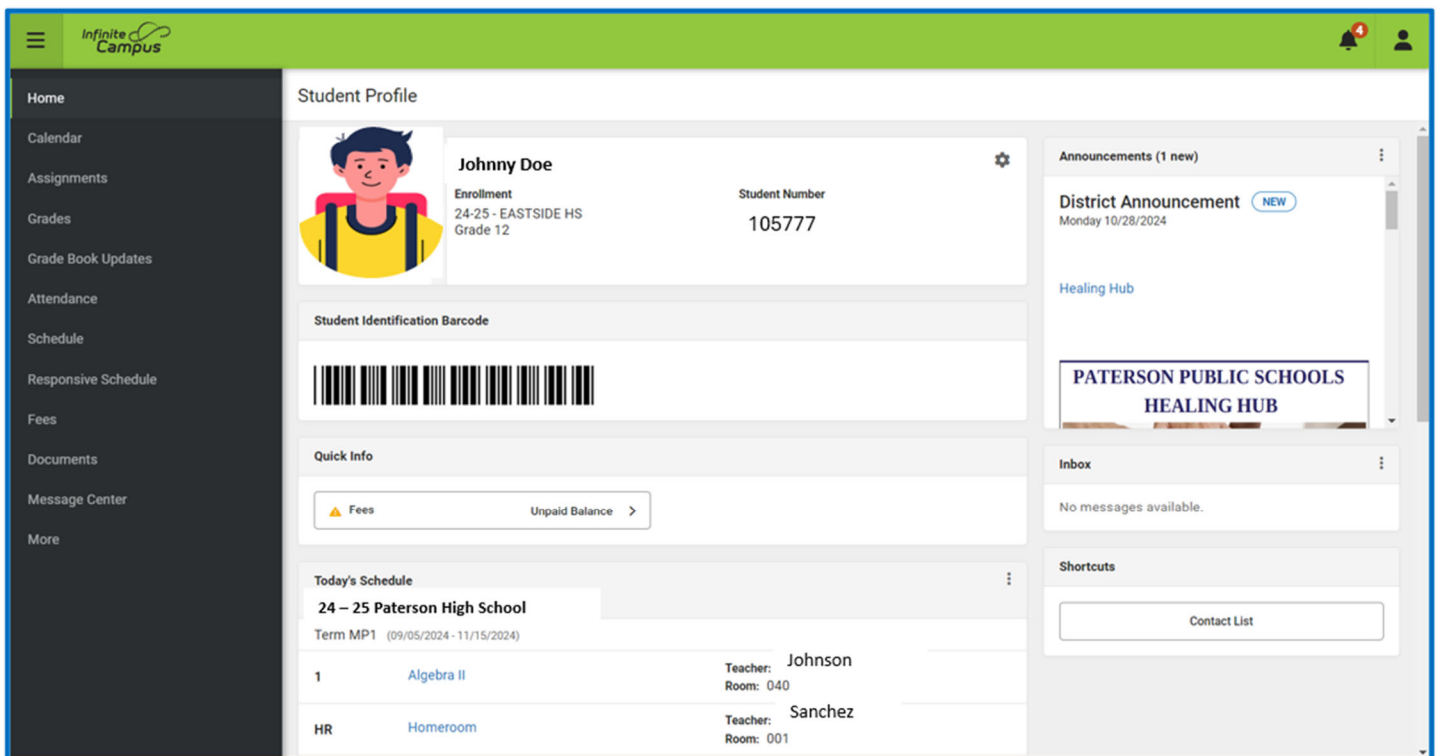 Infinite
Campus
4
Home
Calendar
Assignments
Grades
Grade Book Updates
Attendance
Schedule
Responsive Schedule
Fees
Documents
Message Center
More
Student Profile
Johnny Doe
Enrollment
24-25 - EASTSIDE HS
Grade 12
Student Number
105777
Student Identification Barcode
Quick Info
Fees Unpaid Balance
Today's Schedule
24 – 25 Paterson High School
Term MP1 (09/05/2024 - 11/15/2024)
1 Algebra II Teacher: Johnson
Room: 040
HR Homeroom Teacher: Sanchez
Room: 001
Announcements (1 new)
District Announcement NEW
Monday 10/28/2024
Healing Hub
PATERSON PUBLIC SCHOOLS
HEALING HUB
Inbox
No messages available.
Shortcuts
Contact List